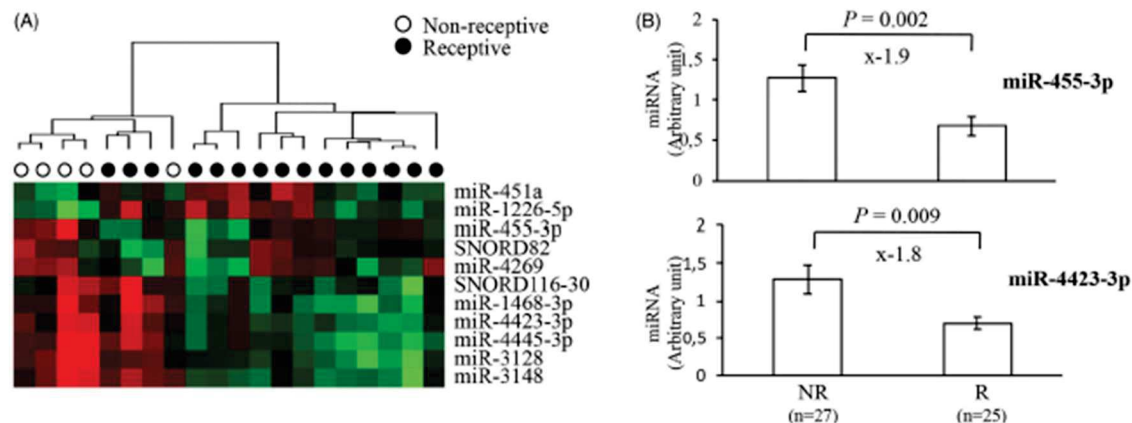 (A)
Non-receptive
Receptive
miR-451a
miR-1226-5p
miR-455-3p
SNORD82
miR-4269
SNORD116-30
miR-1468-3p
miR-4423-3p
miR-4445-3p
miR-3128
miR-3148
(B)
2
1,5
1
0,5
0
miRNA
(Arbitrary unit)
P = 0.002
x-1.9
miR-455-3p
2
1,5
1
0,5
0
miRNA
(Arbitrary unit)
P = 0.009
x-1.8
miR-4423-3p
NR
R
(n=27)
(n=25)